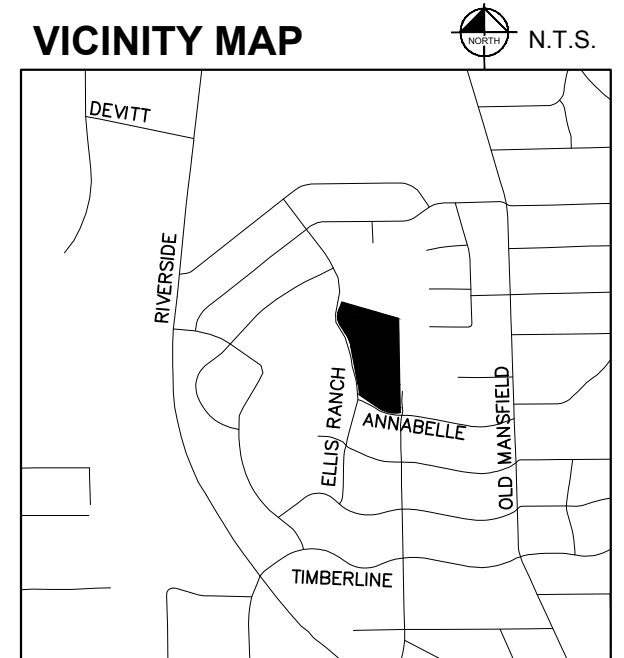 VICINITY MAP
NORTH
N.T.S.
DEVITT
RIVERSIDE
ELLIS RANCH
ANNABELLE
OLD MANSFIELD
TIMBERLINE